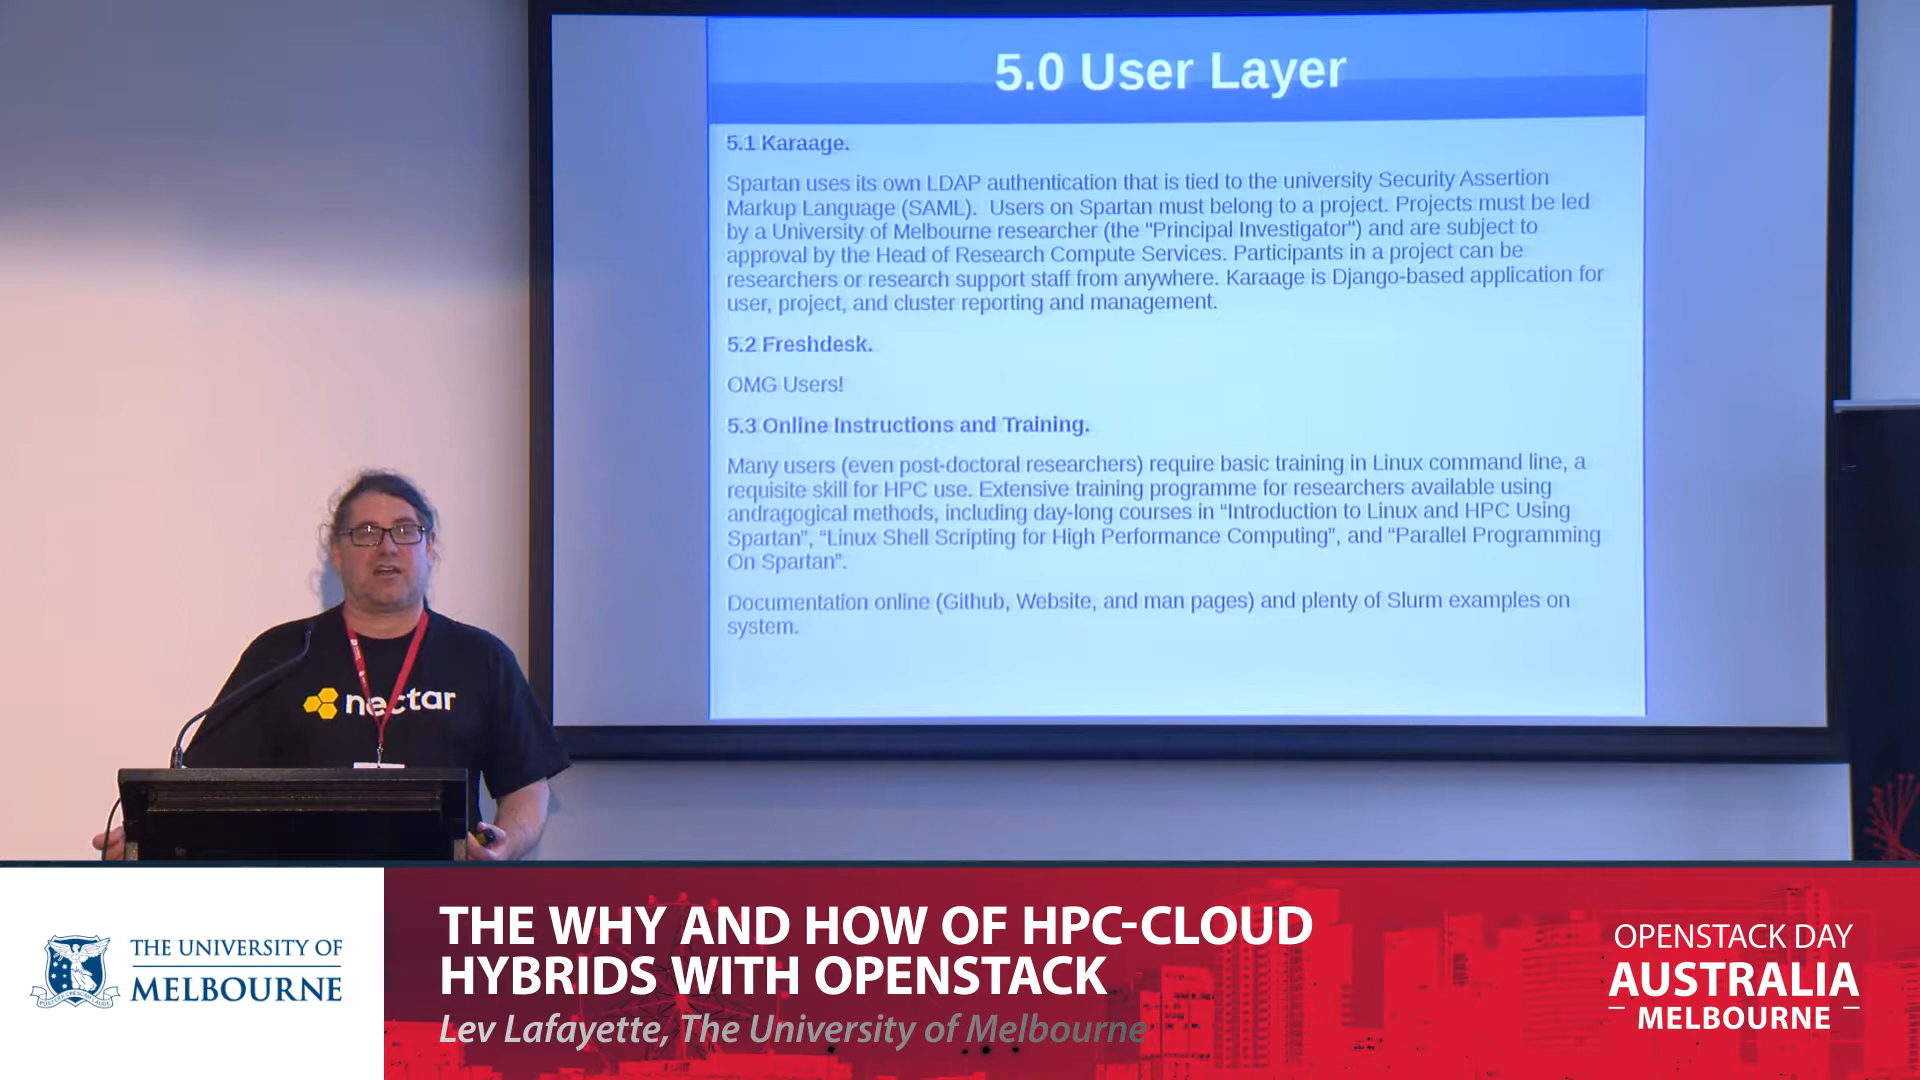 5.0 User Layer
5.1 Karaage.
Spartan uses its own LDAP authentication that is tied to the university Security Assertion
Markup Language (SAML).  Users on Spartan must belong to a project. Projects must be led
by a University of Melbourne researcher (the "Principal Investigator") and are subject to
approval by the Head of Research Compute Services. Participants in a project can be
researchers or research support staff from anywhere. Karaage is Django-based application for
user, project, and cluster reporting and management.
5.2 Freshdesk.
OMG Users!
5.3 Online Instructions and Training.
Many users (even post-doctoral researchers) require basic training in Linux command line, a
requisite skill for HPC use. Extensive training programme for researchers available using
andragogical methods, including day-long courses in “Introduction to Linux and HPC Using
Spartan”, “Linux Shell Scripting for High Performance Computing”, and “Parallel Programming
On Spartan”.
Documentation online (Github, Website, and man pages) and plenty of Slurm examples on
system.
nectar
THE UNIVERSITY OF
MELBOURNE
THE WHY AND HOW OF HPC-CLOUD
HYBRIDS WITH OPENSTACK
Lev Lafayette, The University of Melbourne
OPENSTACK DAY
AUSTRALIA
MELBOURNE